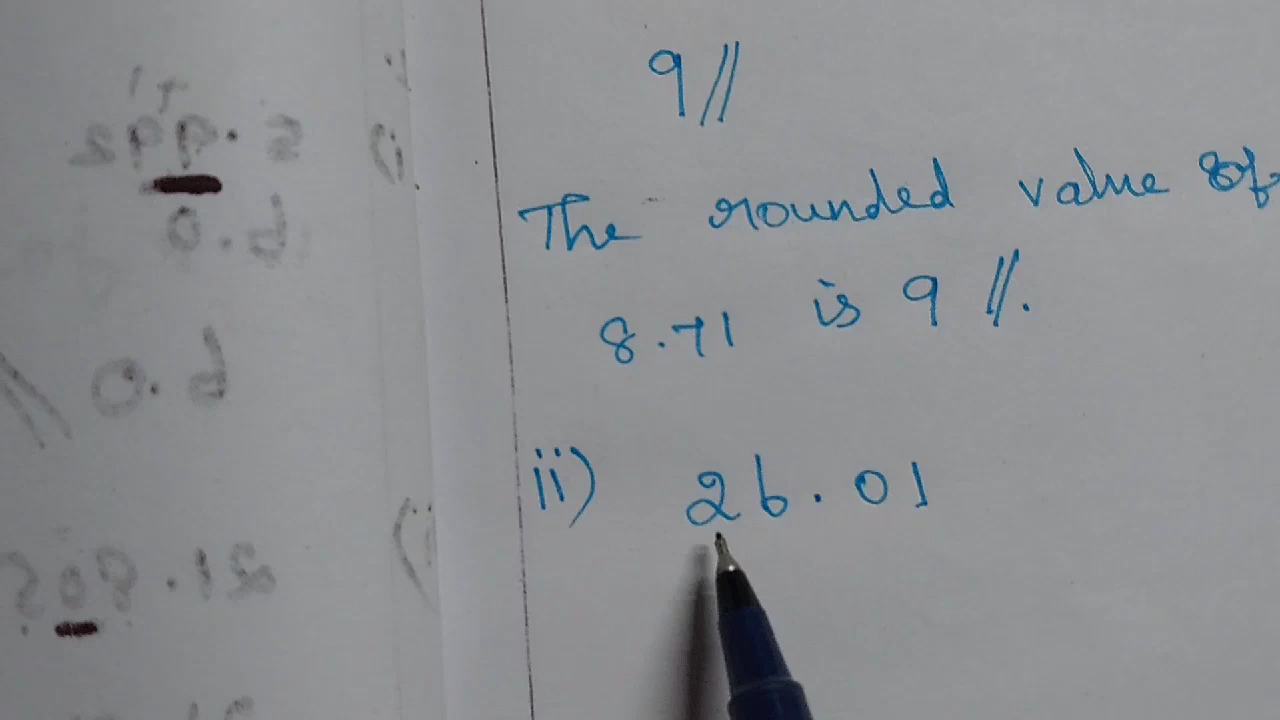 9//
The rounded value of
8.71 is 9 //.
ii) 26.01